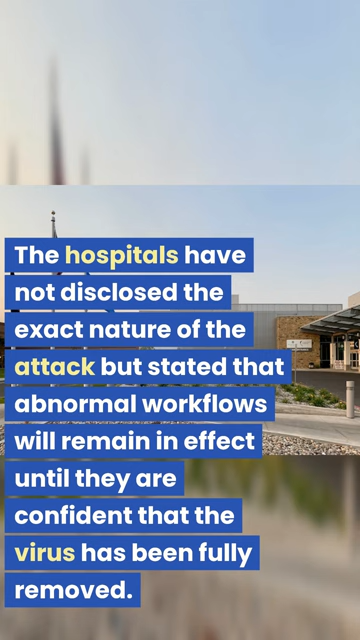 The hospitals have
not disclosed the
exact nature of the
attack but stated that
abnormal workflows
will remain in effect
until they are
confident that the
virus has been fully
removed.